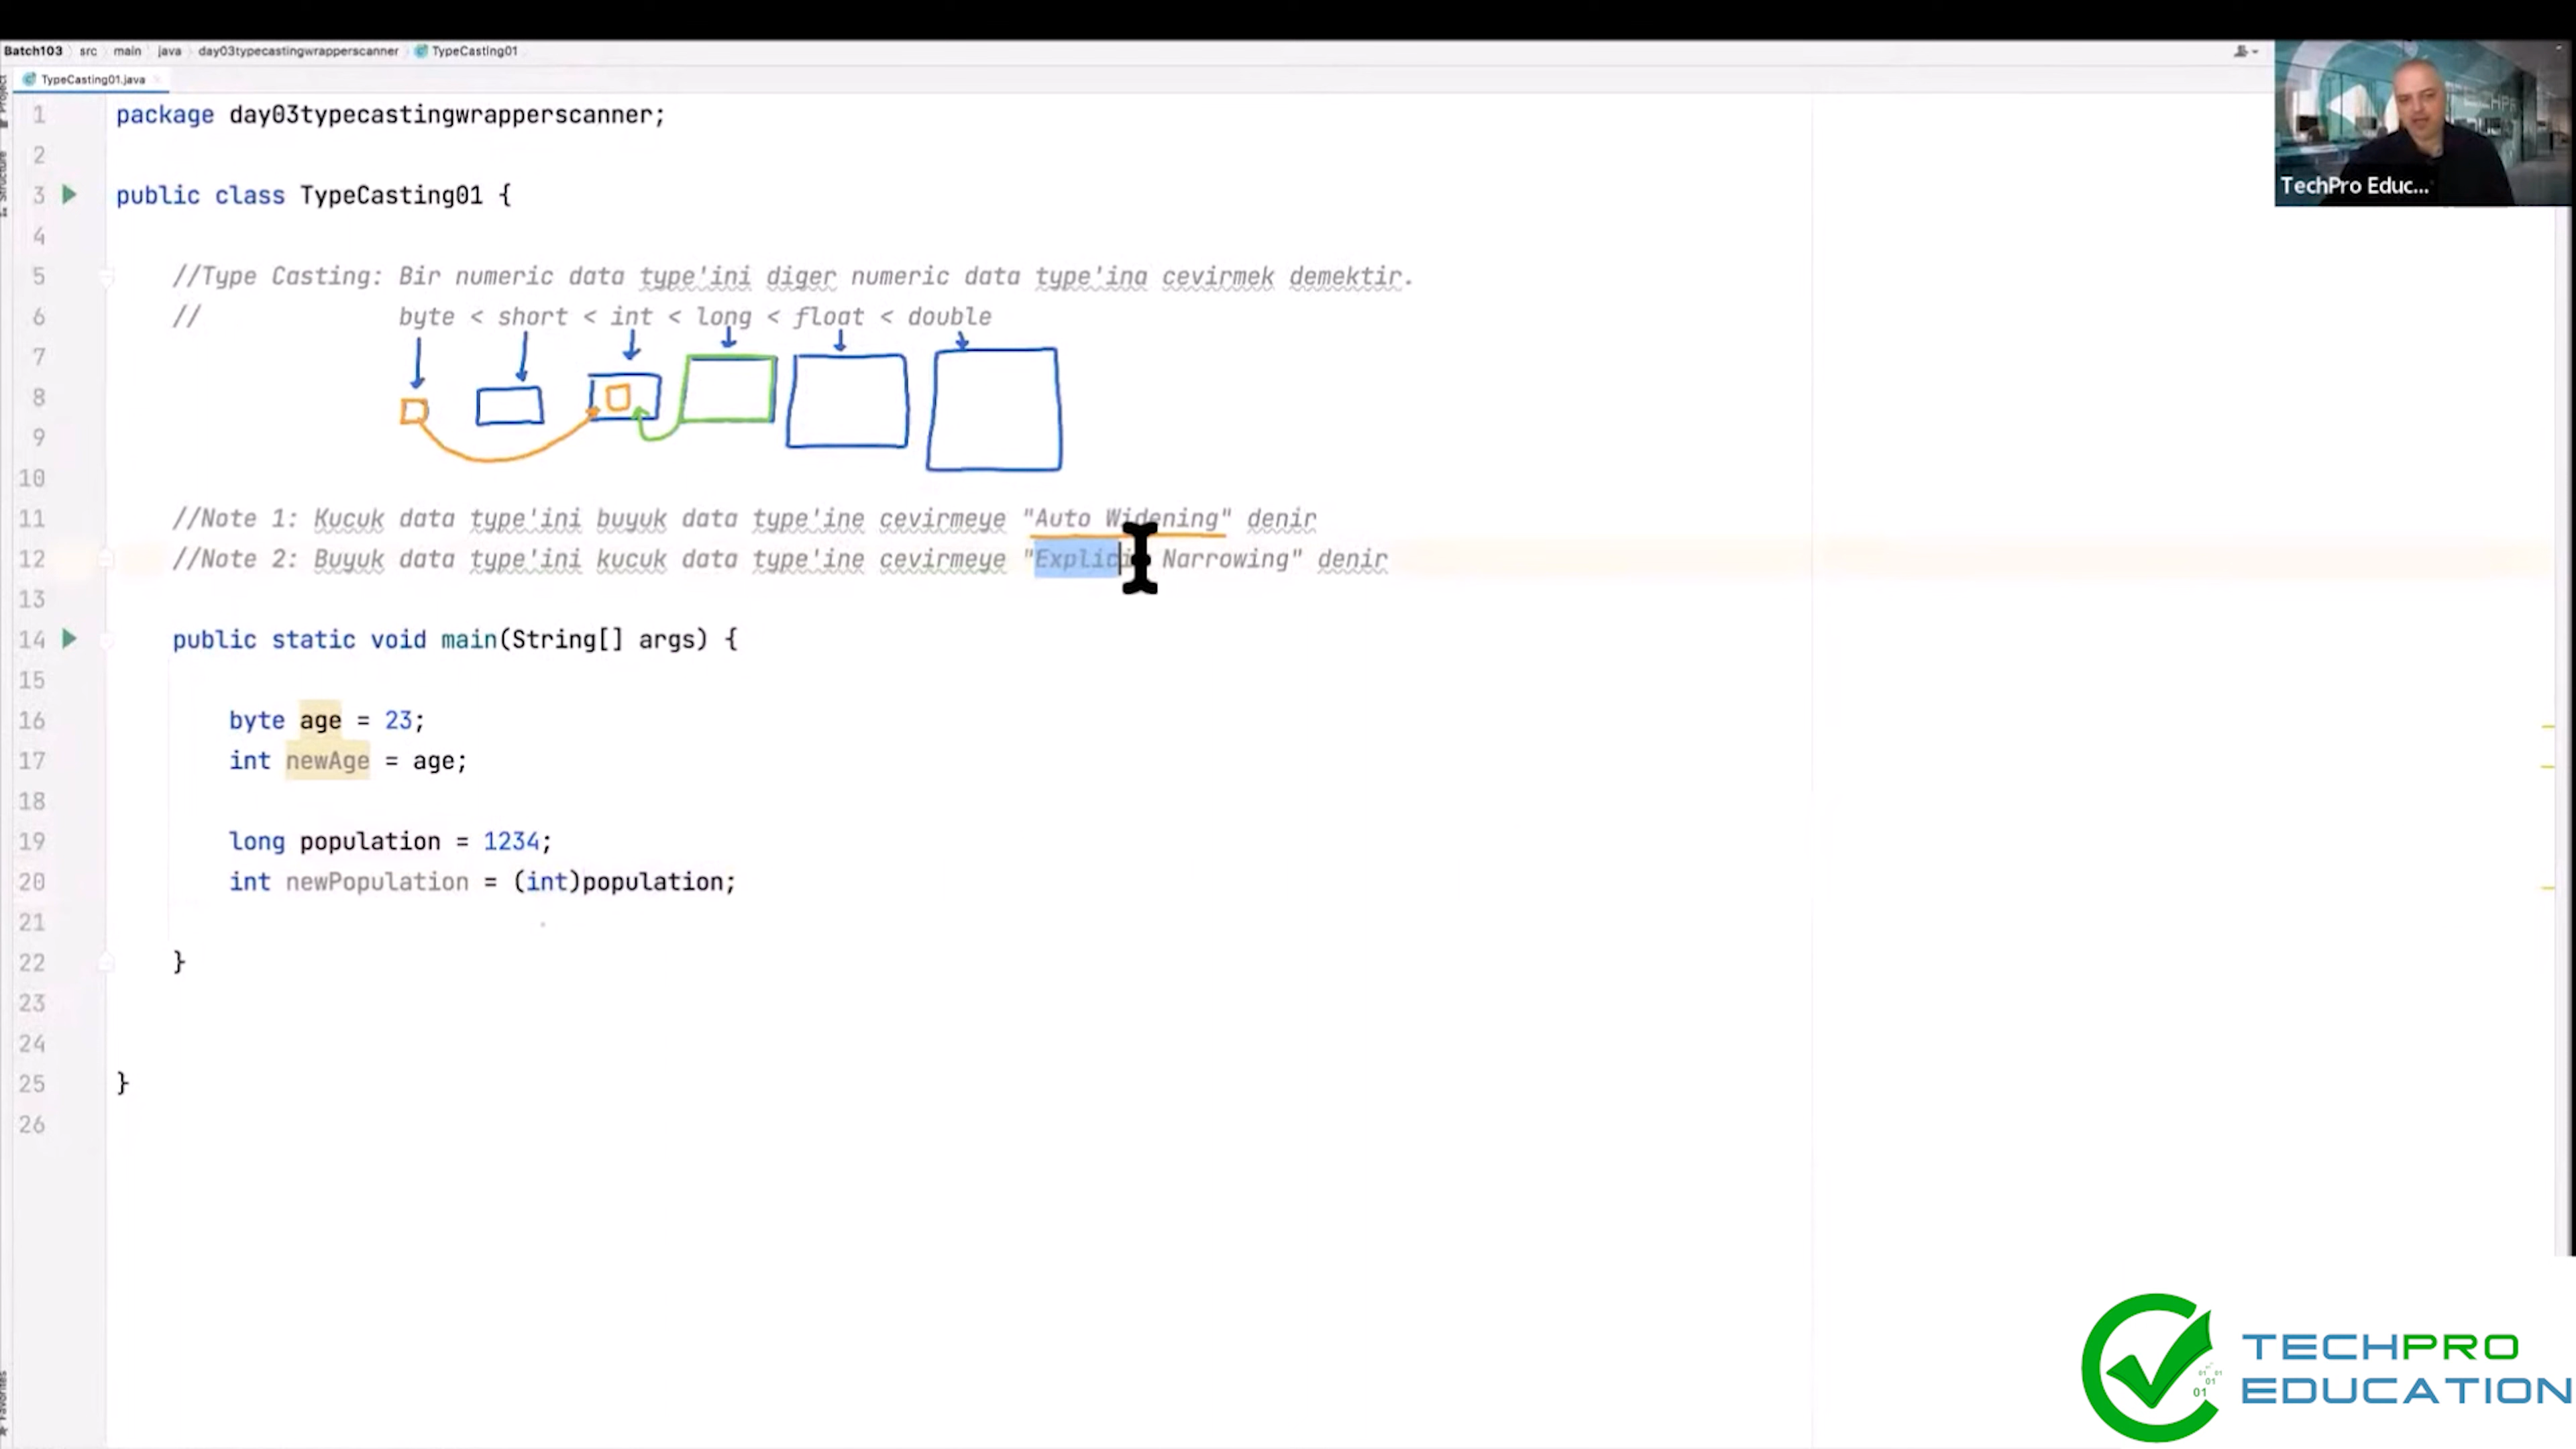 Batch103 src main java day03typecastingwrapperscanner TypeCasting01
TypeCasting01.java
Project
Structure
TechPro Educ...
1 package day03typecastingwrapperscanner;
2
3 public class TypeCasting01 {
4
5 //Type Casting: Bir numeric data type'ini diger numeric data type'ina cevirmek demektir.
6 // byte < short < int < long < float < double
7
8
9
10
11 //Note 1: Kucuk data type'ini buyuk data type'ine cevirmeye "Auto Widening" denir
12 //Note 2: Buyuk data type'ini kucuk data type'ine cevirmeye "Explicit Narrowing" denir
13
14 public static void main(String[] args) {
15
16 byte age = 23;
17 int newAge = age;
18
19 long population = 1234;
20 int newPopulation = (int)population;
21
22 }
23
24
25 }
26
Favorites
TECHPRO
EDUCATION
01